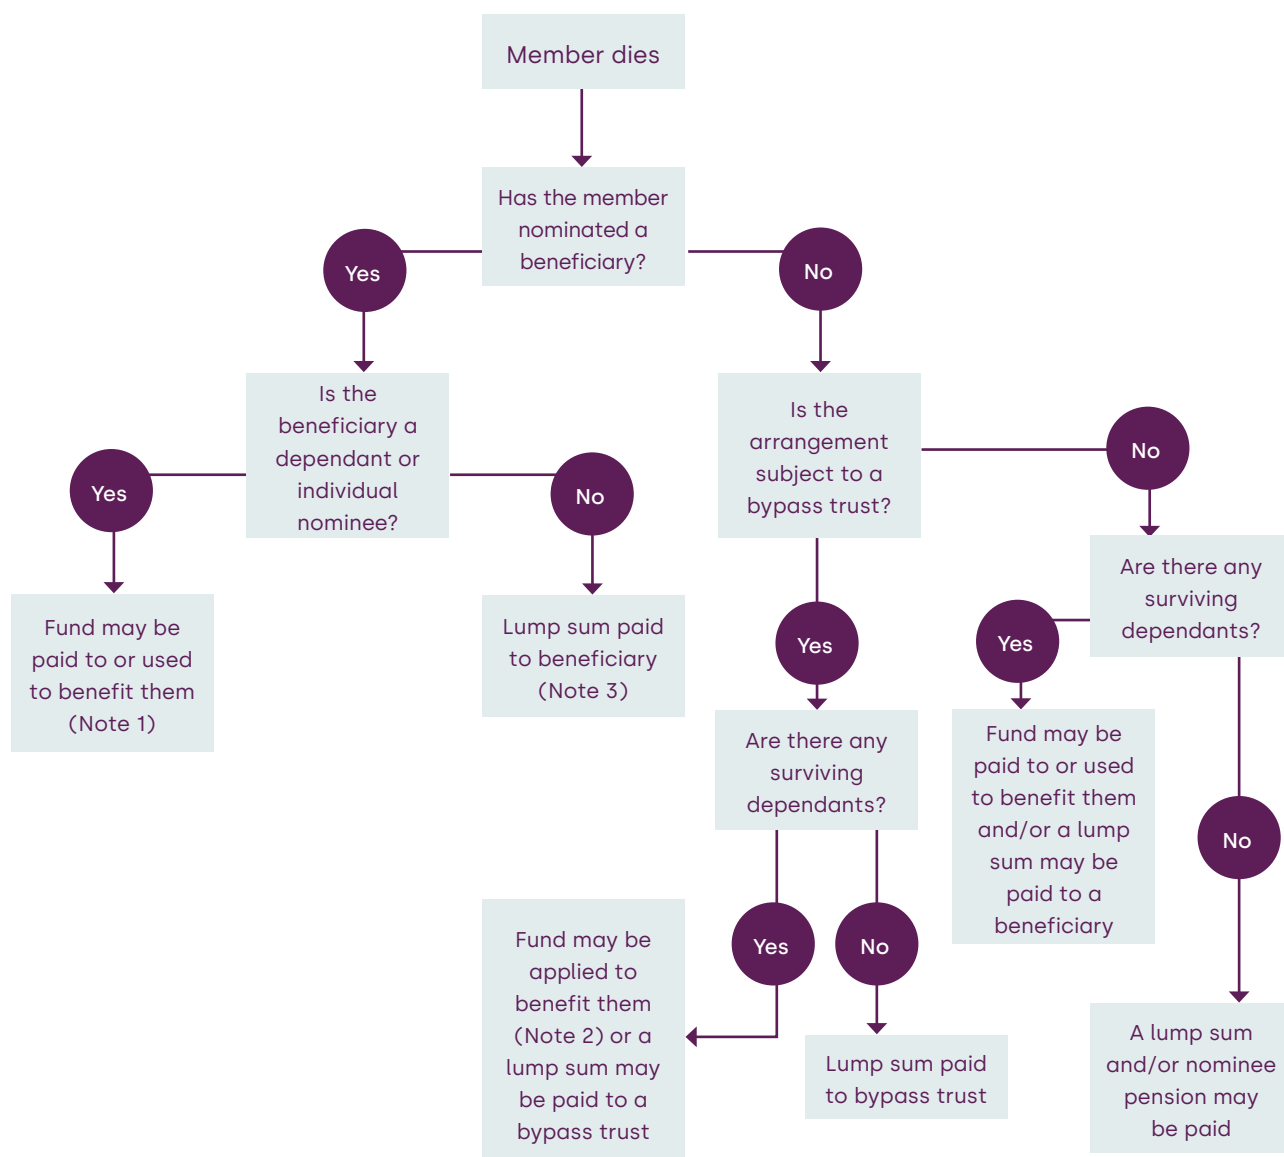 Member dies
Has the member
nominated a
beneficiary?
Yes
No
Is the
beneficiary a
dependant or
individual
nominee?
Is the
arrangement
subject to a
bypass trust?
Yes
No
No
Fund may be
paid to or used
to benefit them
(Note 1)
Lump sum paid
to beneficiary
(Note 3)
Yes
Are there any
surviving
dependants?
Yes
Are there any
surviving
dependants?
Fund may be
paid to or used
to benefit them
and/or a lump
sum may be
paid to a
beneficiary
No
Yes
No
Fund may be
applied to
benefit them
(Note 2) or a
lump sum may
be paid to a
bypass trust
Lump sum paid
to bypass trust
A lump sum
and/or nominee
pension may
be paid